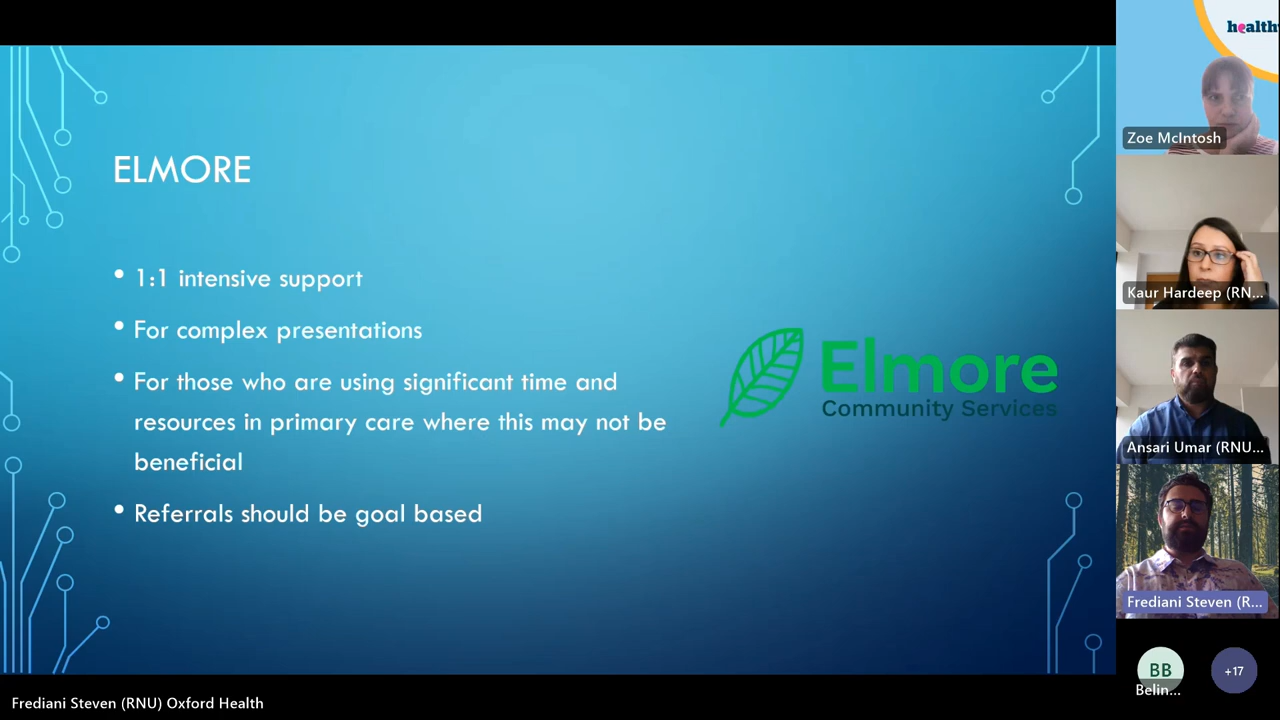 ELMORE
• 1:1 intensive support
• For complex presentations
• For those who are using significant time and
resources in primary care where this may not be
beneficial
• Referrals should be goal based
Elmore
Community Services
health
Zoe McIntosh
Kaur Hardeep (RN...
Ansari Umar (RNU...
Frediani Steven (R...
BB
Belin...
+17
Frediani Steven (RNU) Oxford Health